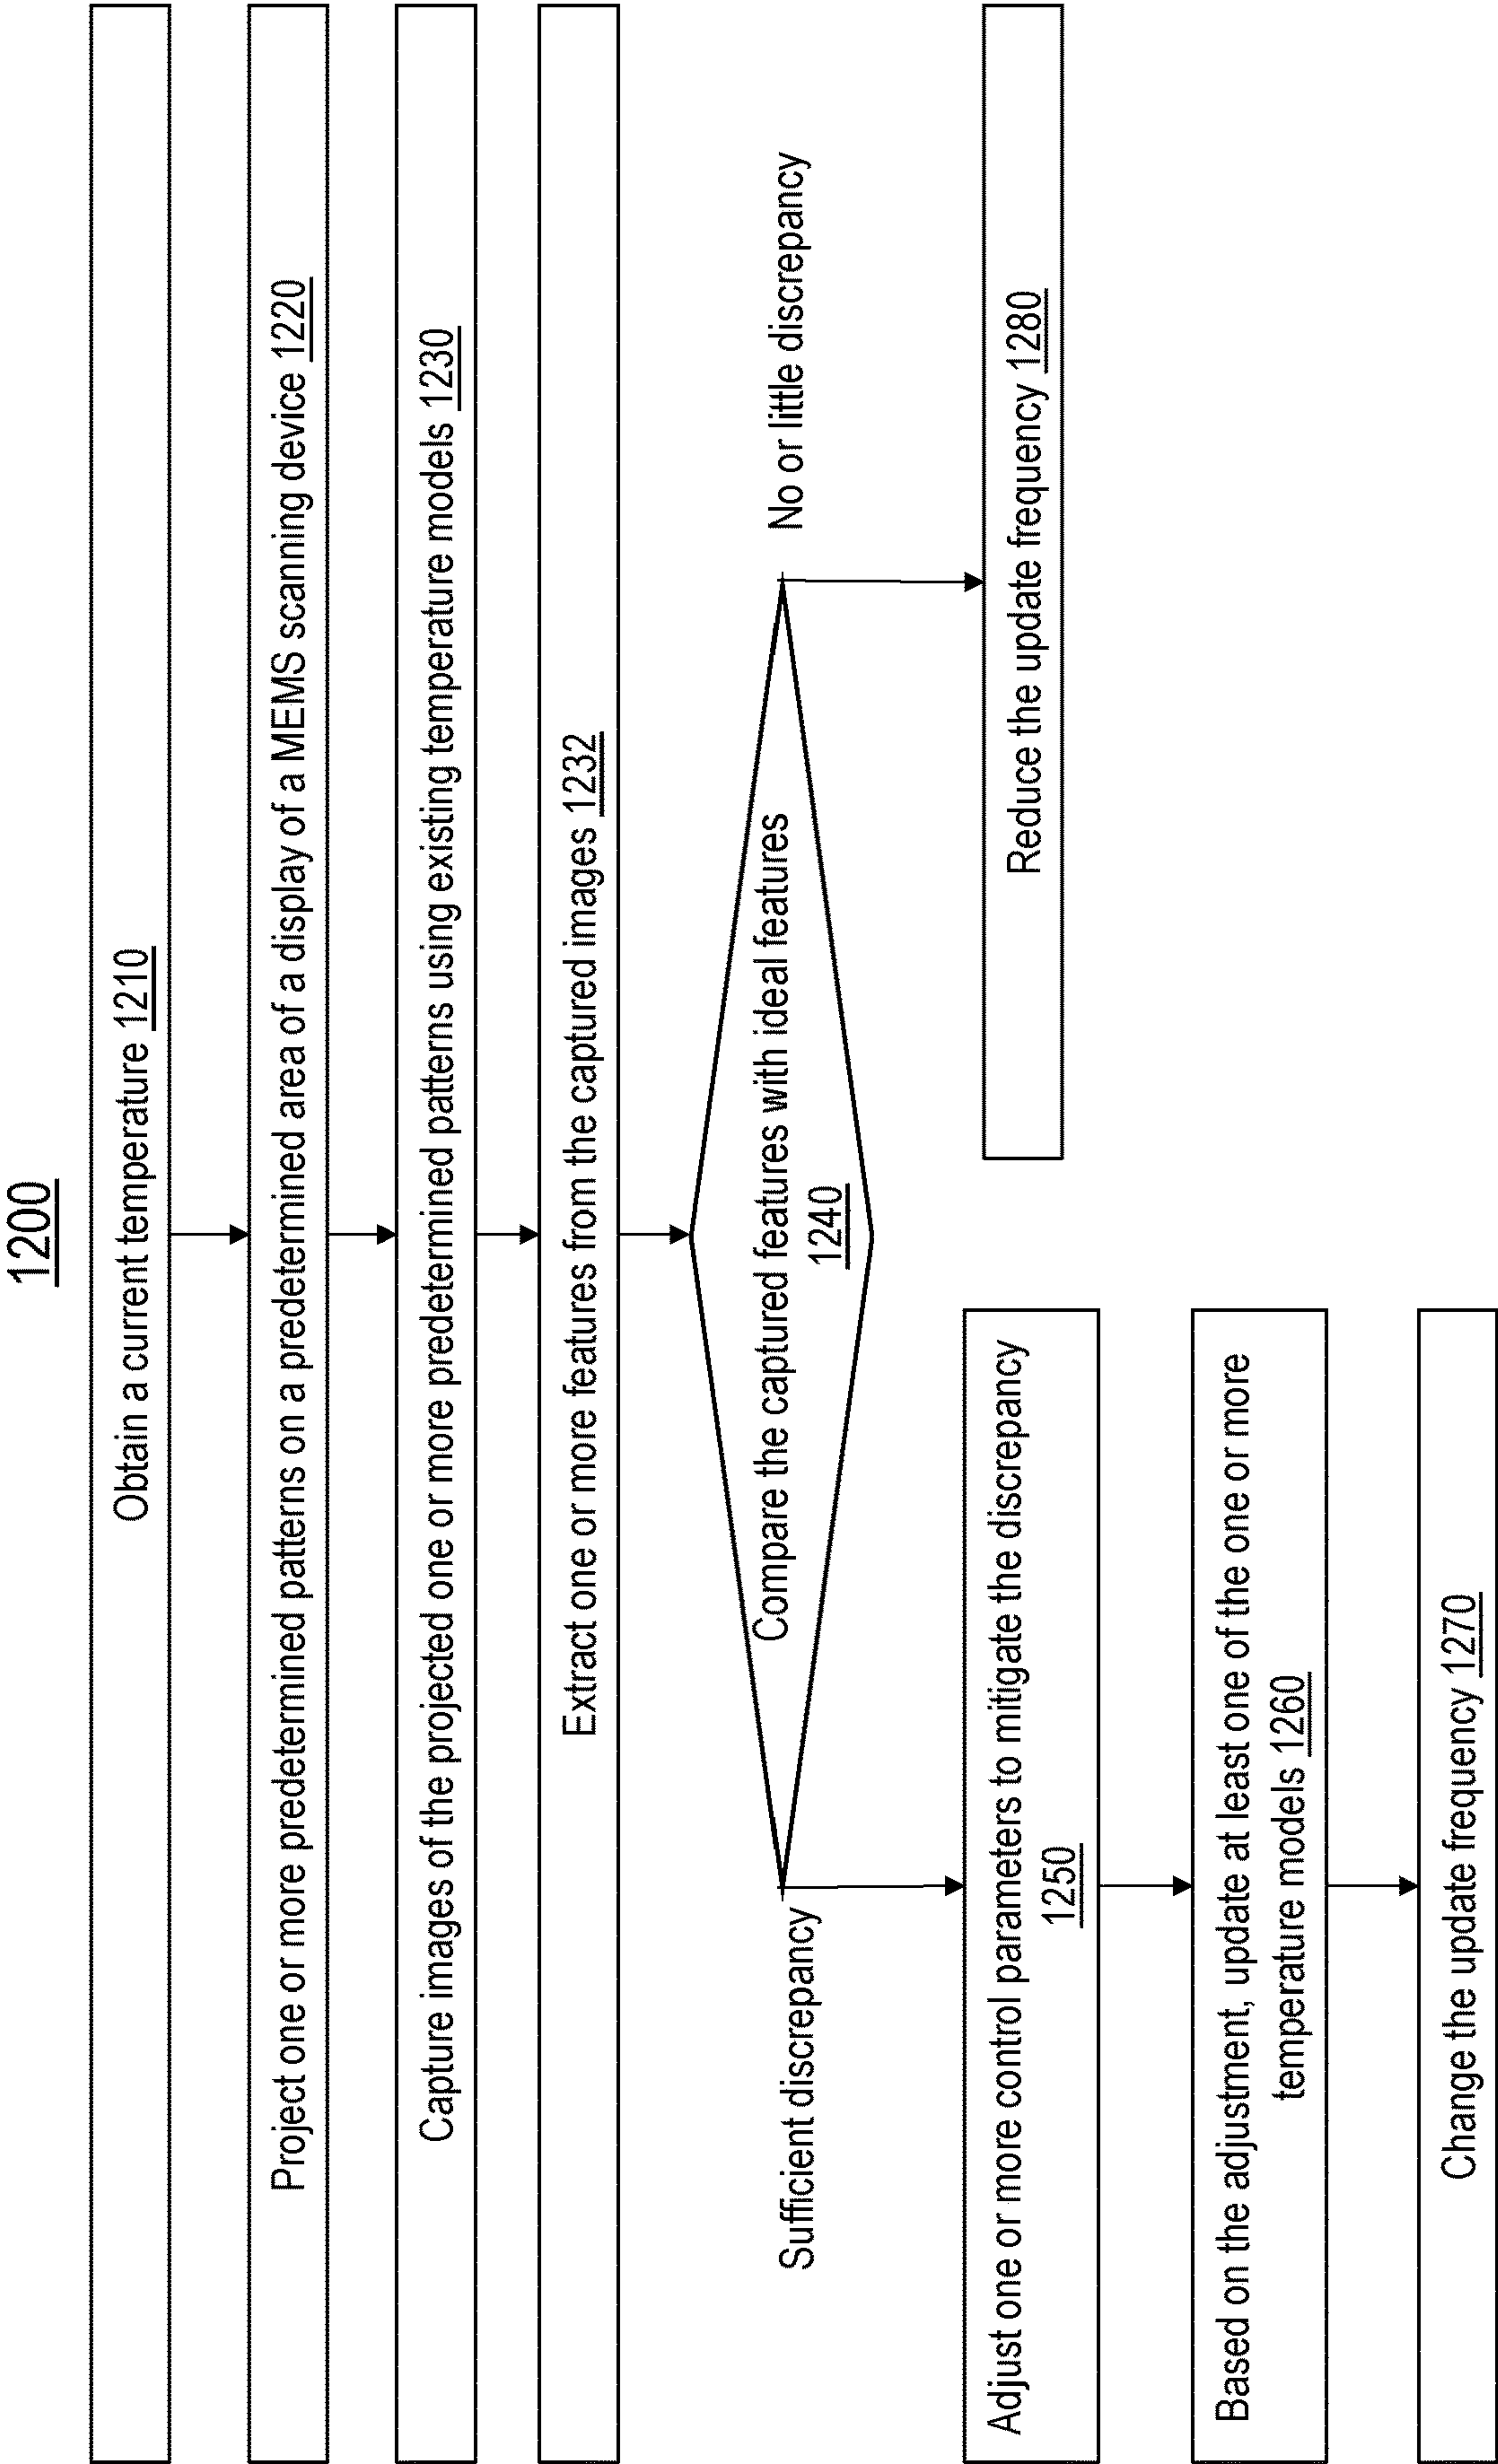 1200
Obtain a current temperature 1210
Project one or more predetermined patterns on a predetermined area of a display of a MEMS scanning device 1220
Capture images of the projected one or more predetermined patterns using existing temperature models 1230
Extract one or more features from the captured images 1232
Compare the captured features with ideal features
1240
Sufficient discrepancy
No or little discrepancy
Adjust one or more control parameters to mitigate the discrepancy
1250
Based on the adjustment, update at least one of the one or more
temperature models 1260
Change the update frequency 1270
Reduce the update frequency 1280